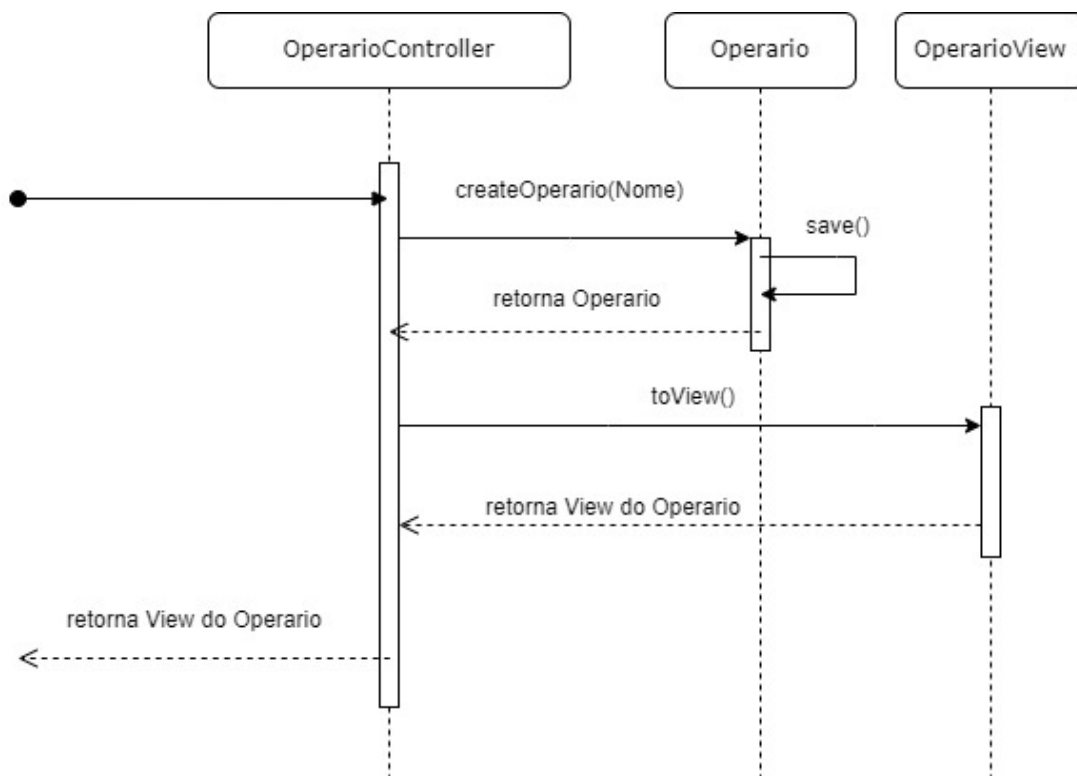 OperarioController
Operario
OperarioView
createOperario(Nome)
save()
retorna Operario
toView()
retorna View do Operario
retorna View do Operario